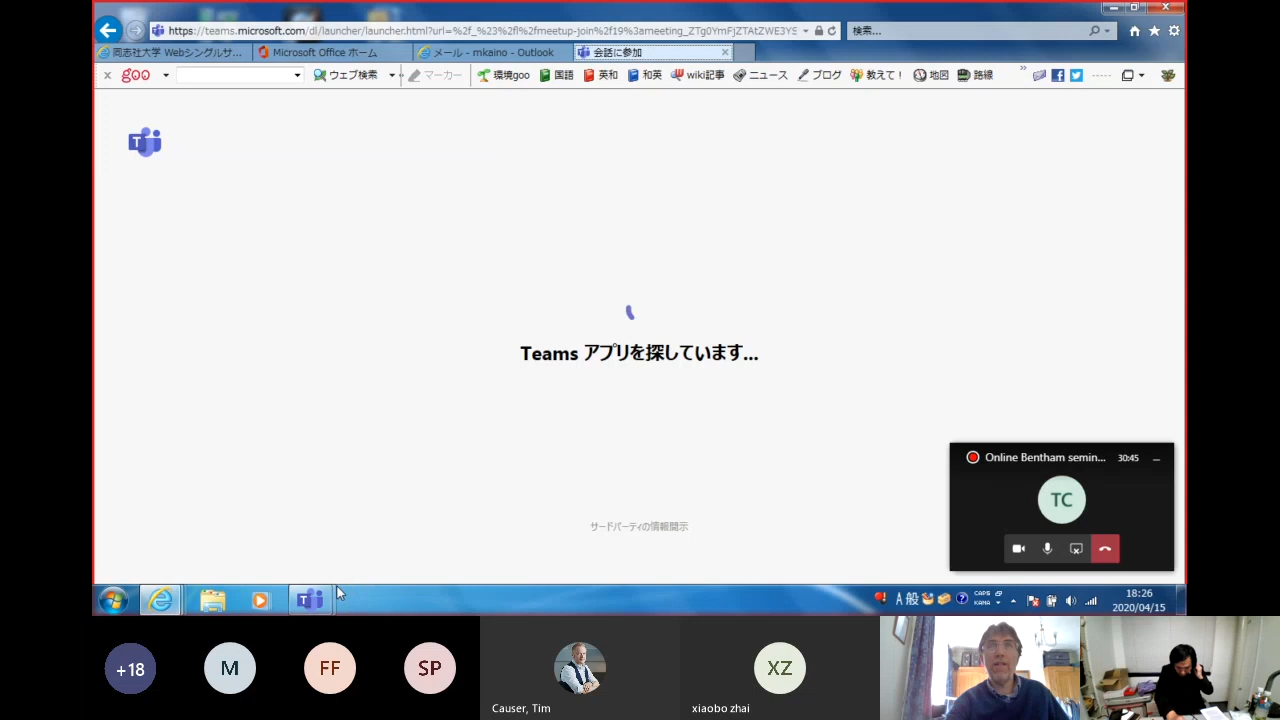 https://teams.microsoft.com/dl/launcher/launcher.html?url=%2f_%23%2fl%2fmeetup-join%2f19%3ameeting_ZTg0YmFjZTAtZWE3YS
検索...
同志社大学 Webシングルサ...
Microsoft Office ホーム
メール - mkaino - Outlook
会話に参加
goo
ウェブ検索
マーカー
環境goo
国語
英和
和英
wiki記事
ニュース
ブログ
教えて!
地図
路線
T
Teams アプリを探しています...
Online Bentham semin...
30:45
TC
サードパーティの情報開示
A 般
CAPS
KANA
18:26
2020/04/15
+18
M
FF
SP
XZ
Causer, Tim
xiaobo zhai